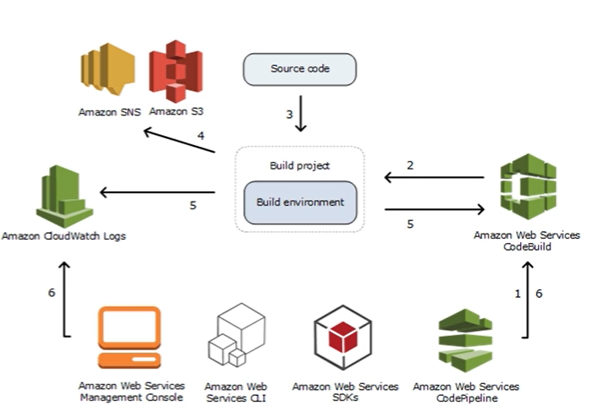 Source code
Amazon SNS
Amazon S3
3
4
Build project
2
Build environment
5
5
Amazon CloudWatch Logs
Amazon Web Services
CodeBuild
6
1
6
Amazon Web Services
Management Console
Amazon Web
Services CLI
Amazon Web Services
SDKs
Amazon Web Services
CodePipeline